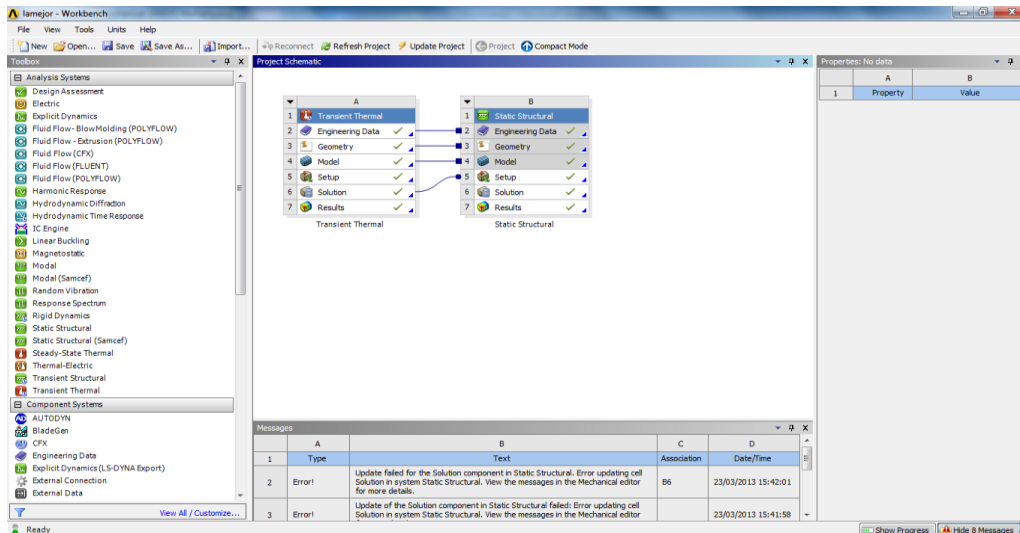 lamejor - Workbench
File View Tools Units Help
New Open... Save Save As... Import... Reconnect Refresh Project Update Project Project Compact Mode
Toolbox
Analysis Systems
Design Assessment
Electric
Explicit Dynamics
Fluid Flow- BlowMolding (POLYFLOW)
Fluid Flow - Extrusion (POLYFLOW)
Fluid Flow (CFX)
Fluid Flow (FLUENT)
Fluid Flow (POLYFLOW)
Harmonic Response
Hydrodynamic Diffraction
Hydrodynamic Time Response
IC Engine
Linear Buckling
Magnetostatic
Modal
Modal (Samcef)
Random Vibration
Response Spectrum
Rigid Dynamics
Static Structural
Static Structural (Samcef)
Steady-State Thermal
Thermal-Electric
Transient Structural
Transient Thermal
Component Systems
AUTODYN
BladeGen
CFX
Engineering Data
Explicit Dynamics (LS-DYNA Export)
External Connection
External Data
View All / Customize...
Project Schematic
A
1 Transient Thermal
2 Engineering Data
3 Geometry
4 Model
5 Setup
6 Solution
7 Results
Transient Thermal
B
1 Static Structural
2 Engineering Data
3 Geometry
4 Model
5 Setup
6 Solution
7 Results
Static Structural
Properties: No data
A B
1 Property Value
Messages
A B C D
1 Type Text Association Date/Time
2 Error! Update failed for the Solution component in Static Structural. Error updating cell
Solution in system Static Structural. View the messages in the Mechanical editor
for more details. B6 23/03/2013 15:42:01
3 Error! Update of the Solution component in Static Structural failed: Error updating cell
Solution in system Static Structural. View the messages in the Mechanical editor
23/03/2013 15:41:58
Ready
Show Progress Hide 8 Messages